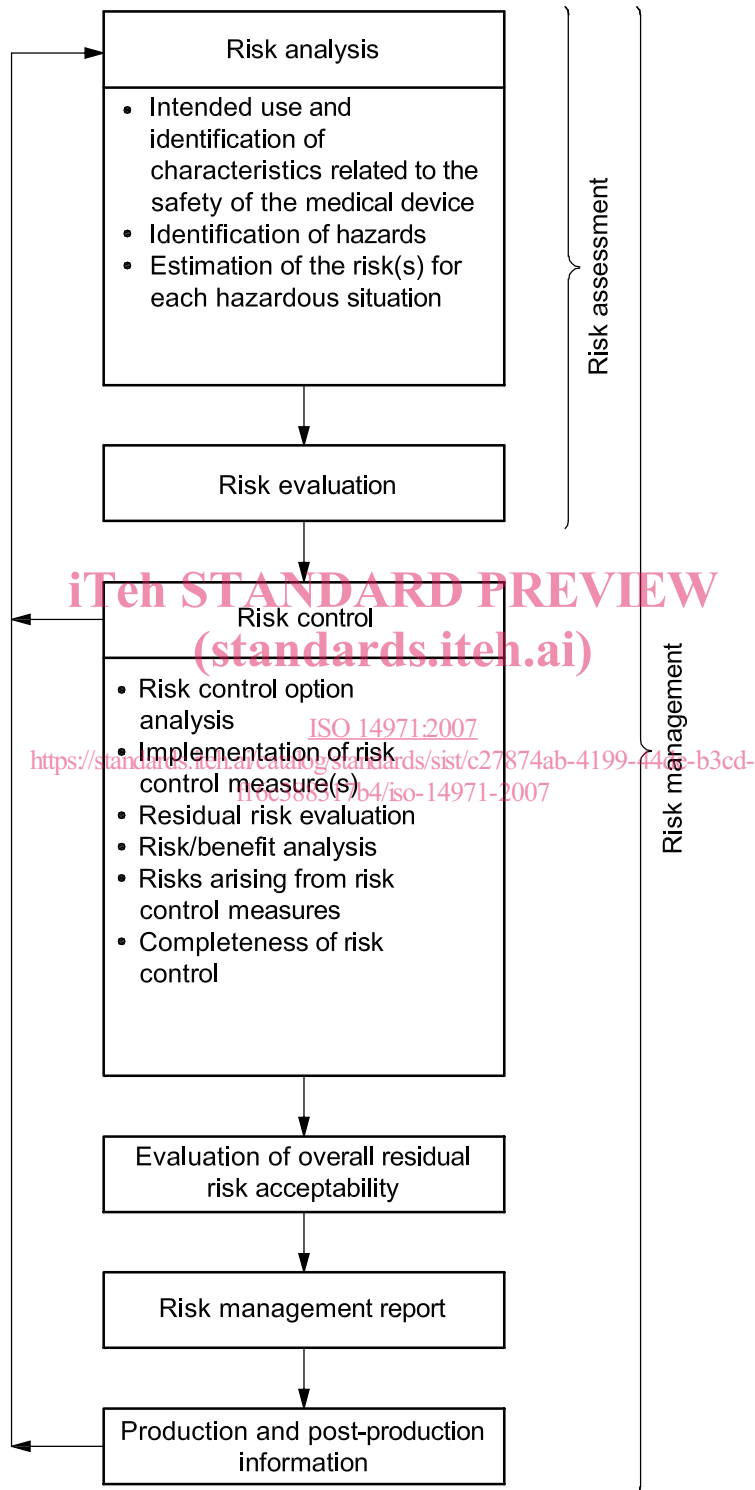 Risk analysis
• Intended use and
identification of
characteristics related to the
safety of the medical device
• Identification of hazards
• Estimation of the risk(s) for
each hazardous situation
Risk assessment
Risk evaluation
iTeh STANDARD PREVIEW
Risk control
(standards.iteh.ai)
• Risk control option
analysis
ISO 14971:2007
• Implementation of risk
control measure(s)
• Residual risk evaluation
• Risk/benefit analysis
• Risks arising from risk
control measures
• Completeness of risk
control
Risk management
Evaluation of overall residual
risk acceptability
Risk management report
Production and post-production
information